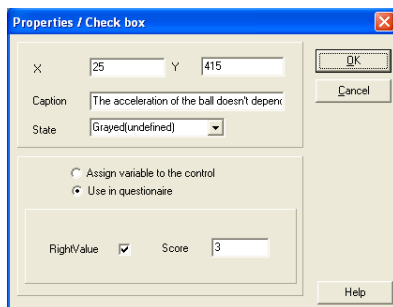 Properties / Check box
X 25 Y 415
OK
Cancel
Caption The acceleration of the ball doesn't depend
State Grayed(undefined)
Assign variable to the control
Use in questionaire
RightValue Score 3
Help